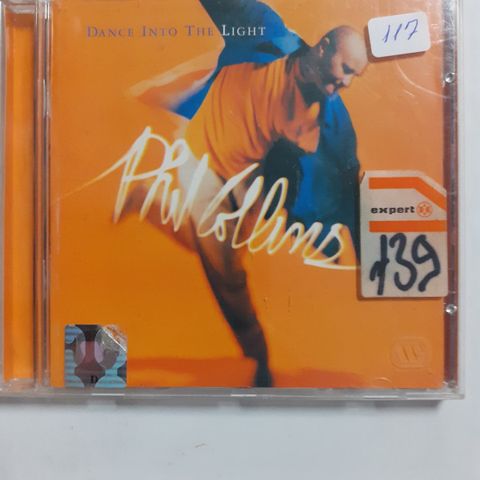 DANCE INTO THE LIGHT
117
Phil Collins
expert
139
D